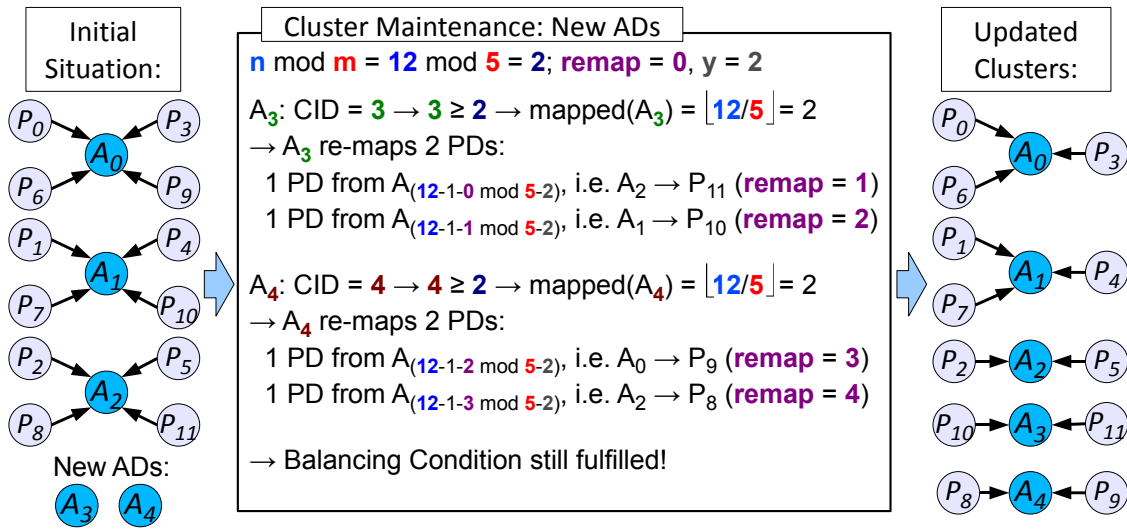 Initial
Situation:
P0
P3
A0
P6
P9
P1
P4
A1
P7
P10
P2
P5
A2
P8
P11
New ADs:
A3 A4
Cluster Maintenance: New ADs
n mod m = 12 mod 5 = 2; remap = 0, y = 2
A3: CID = 3 → 3 ≥ 2 → mapped(A3) = ⌊12/5⌋ = 2
→ A3 re-maps 2 PDs:
1 PD from A(12-1-0 mod 5-2), i.e. A2 → P11 (remap = 1)
1 PD from A(12-1-1 mod 5-2), i.e. A1 → P10 (remap = 2)
A4: CID = 4 → 4 ≥ 2 → mapped(A4) = ⌊12/5⌋ = 2
→ A4 re-maps 2 PDs:
1 PD from A(12-1-2 mod 5-2), i.e. A0 → P9 (remap = 3)
1 PD from A(12-1-3 mod 5-2), i.e. A2 → P8 (remap = 4)
→ Balancing Condition still fulfilled!
Updated
Clusters:
P0
A0
P3
P6
P1
A1
P4
P7
P2 A2 P5
P10 A3 P11
P8 A4 P9